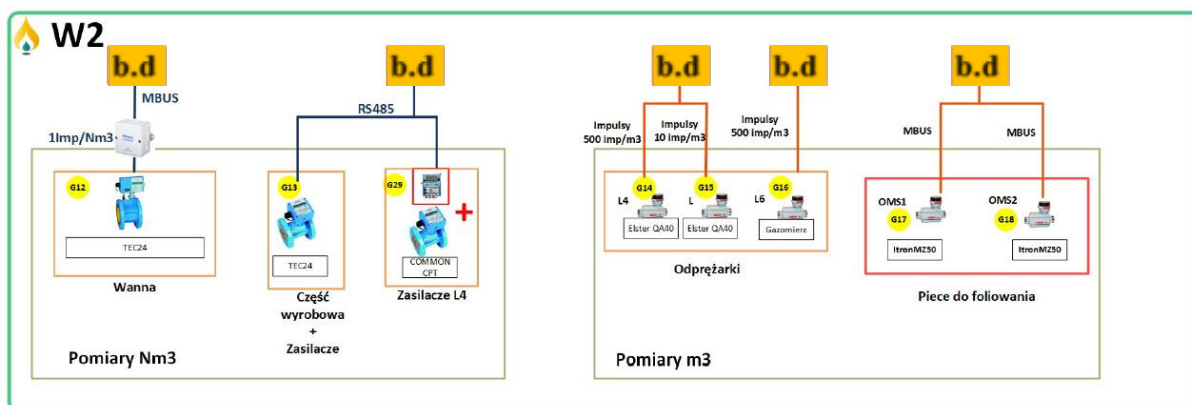 W2
b.d
b.d
b.d
b.d
b.d
MBUS
RS485
1Imp/Nm3
Impulsy
500 imp/m3
Impulsy
10 imp/m3
Impulsy
500 imp/m3
MBUS
MBUS
G12
TEC24
Wanna
G13
TEC24
Część
wyrobowa
+
Zasilacze
G29
+
COMMON
CPT
Zasilacze L4
Pomiary Nm3
G14
L4
Elster QA40
G15
L
Elster QA40
G16
L6
Gazomierz
Odprężarki
OMS1
G17
ItronMZ50
OMS2
G18
ItronMZ50
Piece do foliowania
Pomiary m3